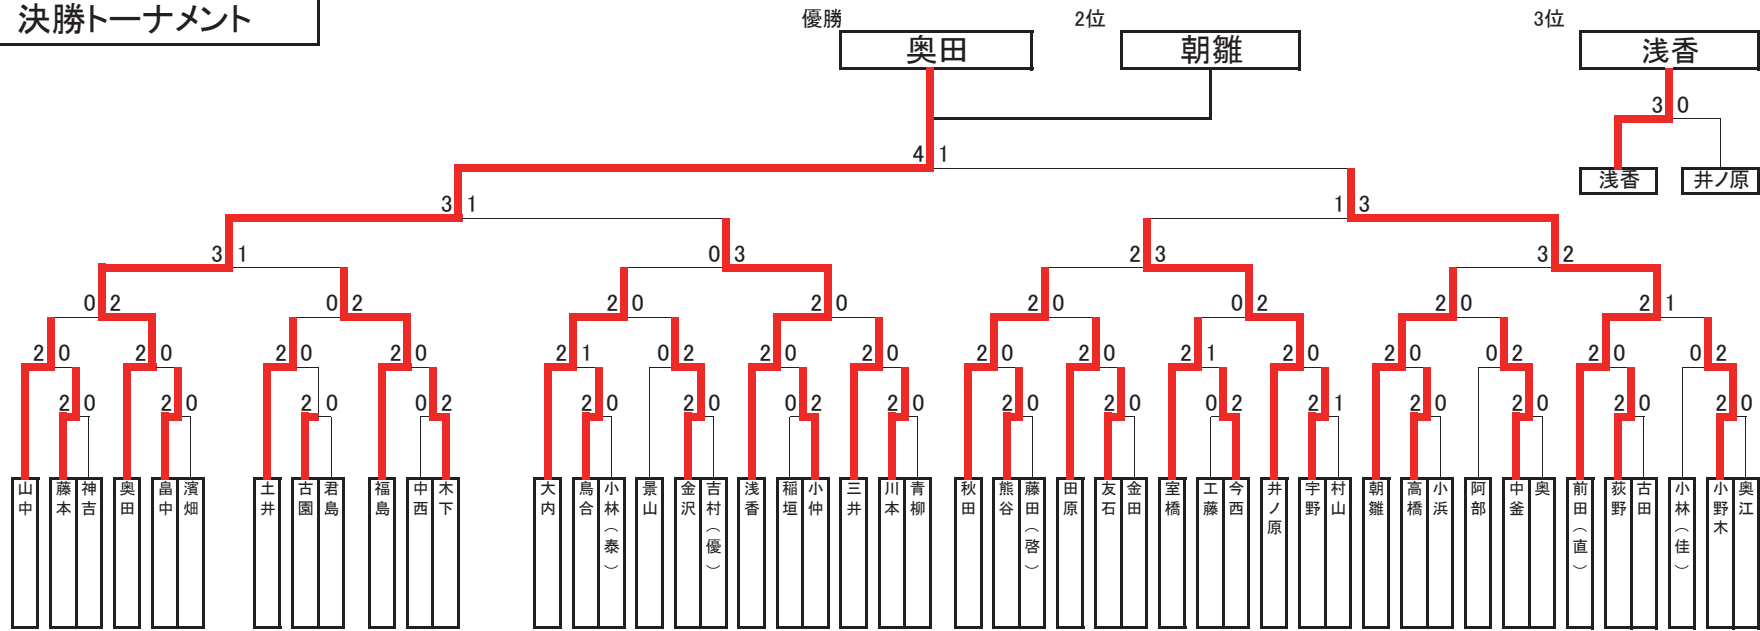 決勝トーナメント
優勝
2位
3位
奥田
朝雛
浅香
3 0
浅香
井ノ原
4 1
3 1
1 3
3 1
0 3
2 3
3 2
0 2
0 2
2 0
2 0
2 0
0 2
2 0
2 1
2 0
2 0
2 0
2 0
2 1
0 2
2 0
2 0
2 0
2 0
2 1
2 0
2 0
0 2
2 0
0 2
2 0
2 0
2 0
0 2
2 0
2 0
0 2
2 0
2 0
2 0
0 2
2 1
2 0
2 0
2 0
2 0
山中
藤本
神吉
奥田
畠中
濱畑
土井
古園
君島
福島
中西
木下
大内
鳥合
小林（泰）
景山
金沢
吉村（優）
浅香
稲垣
小仲
三井
川本
青柳
秋田
熊谷
藤田（啓）
田原
友石
金田
室橋
工藤
今西
井ノ原
宇野
村山
朝雛
高橋
小浜
阿部
中釜
奥
前田（直）
荻野
古田
小林（佳）
小野木
奥江